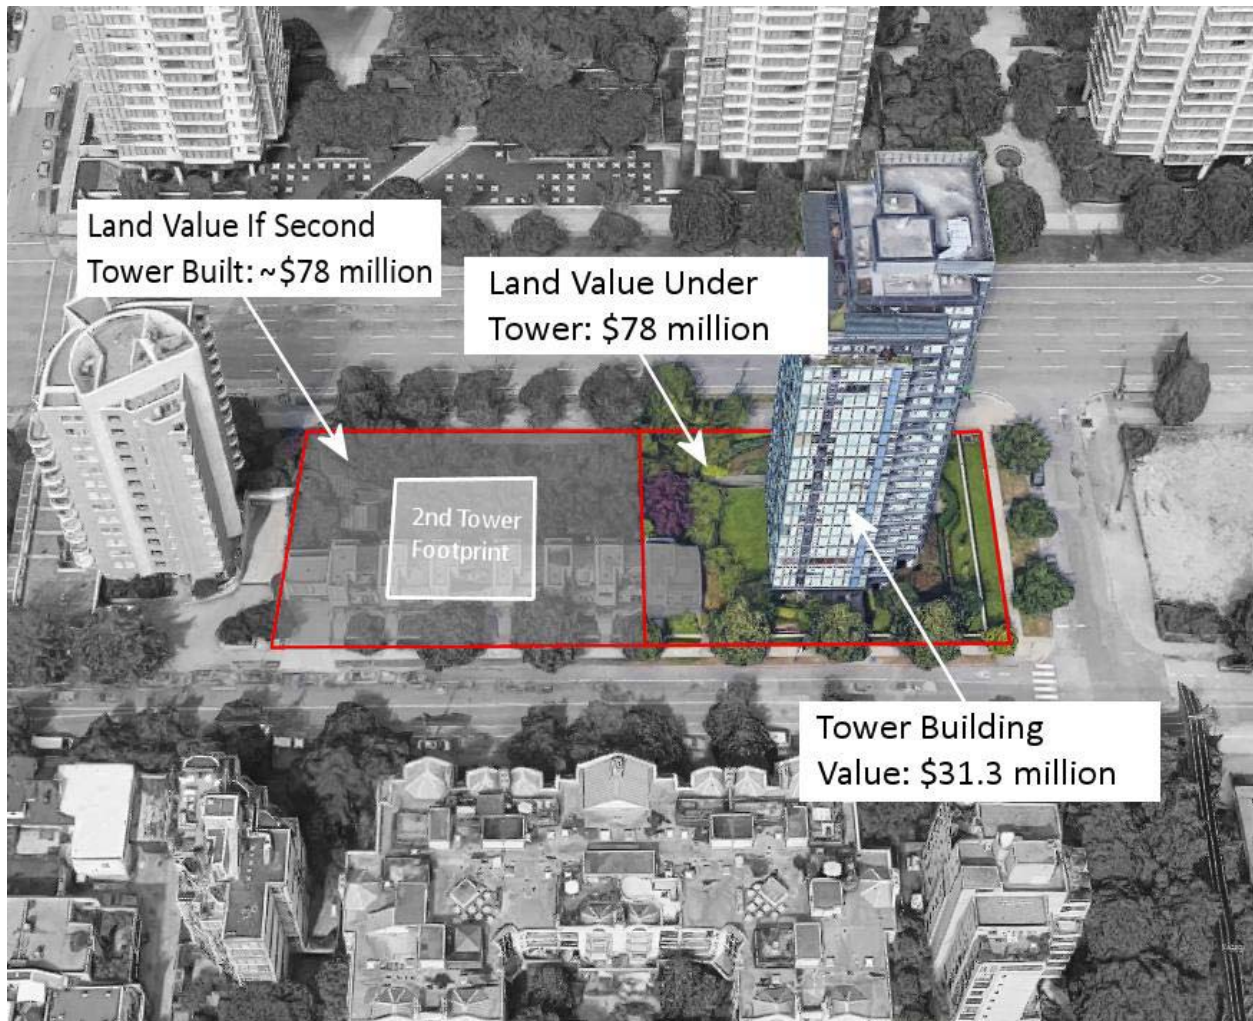 Land Value If Second
Tower Built: ~$78 million
Land Value Under
Tower: $78 million
2nd Tower
Footprint
Tower Building
Value: $31.3 million